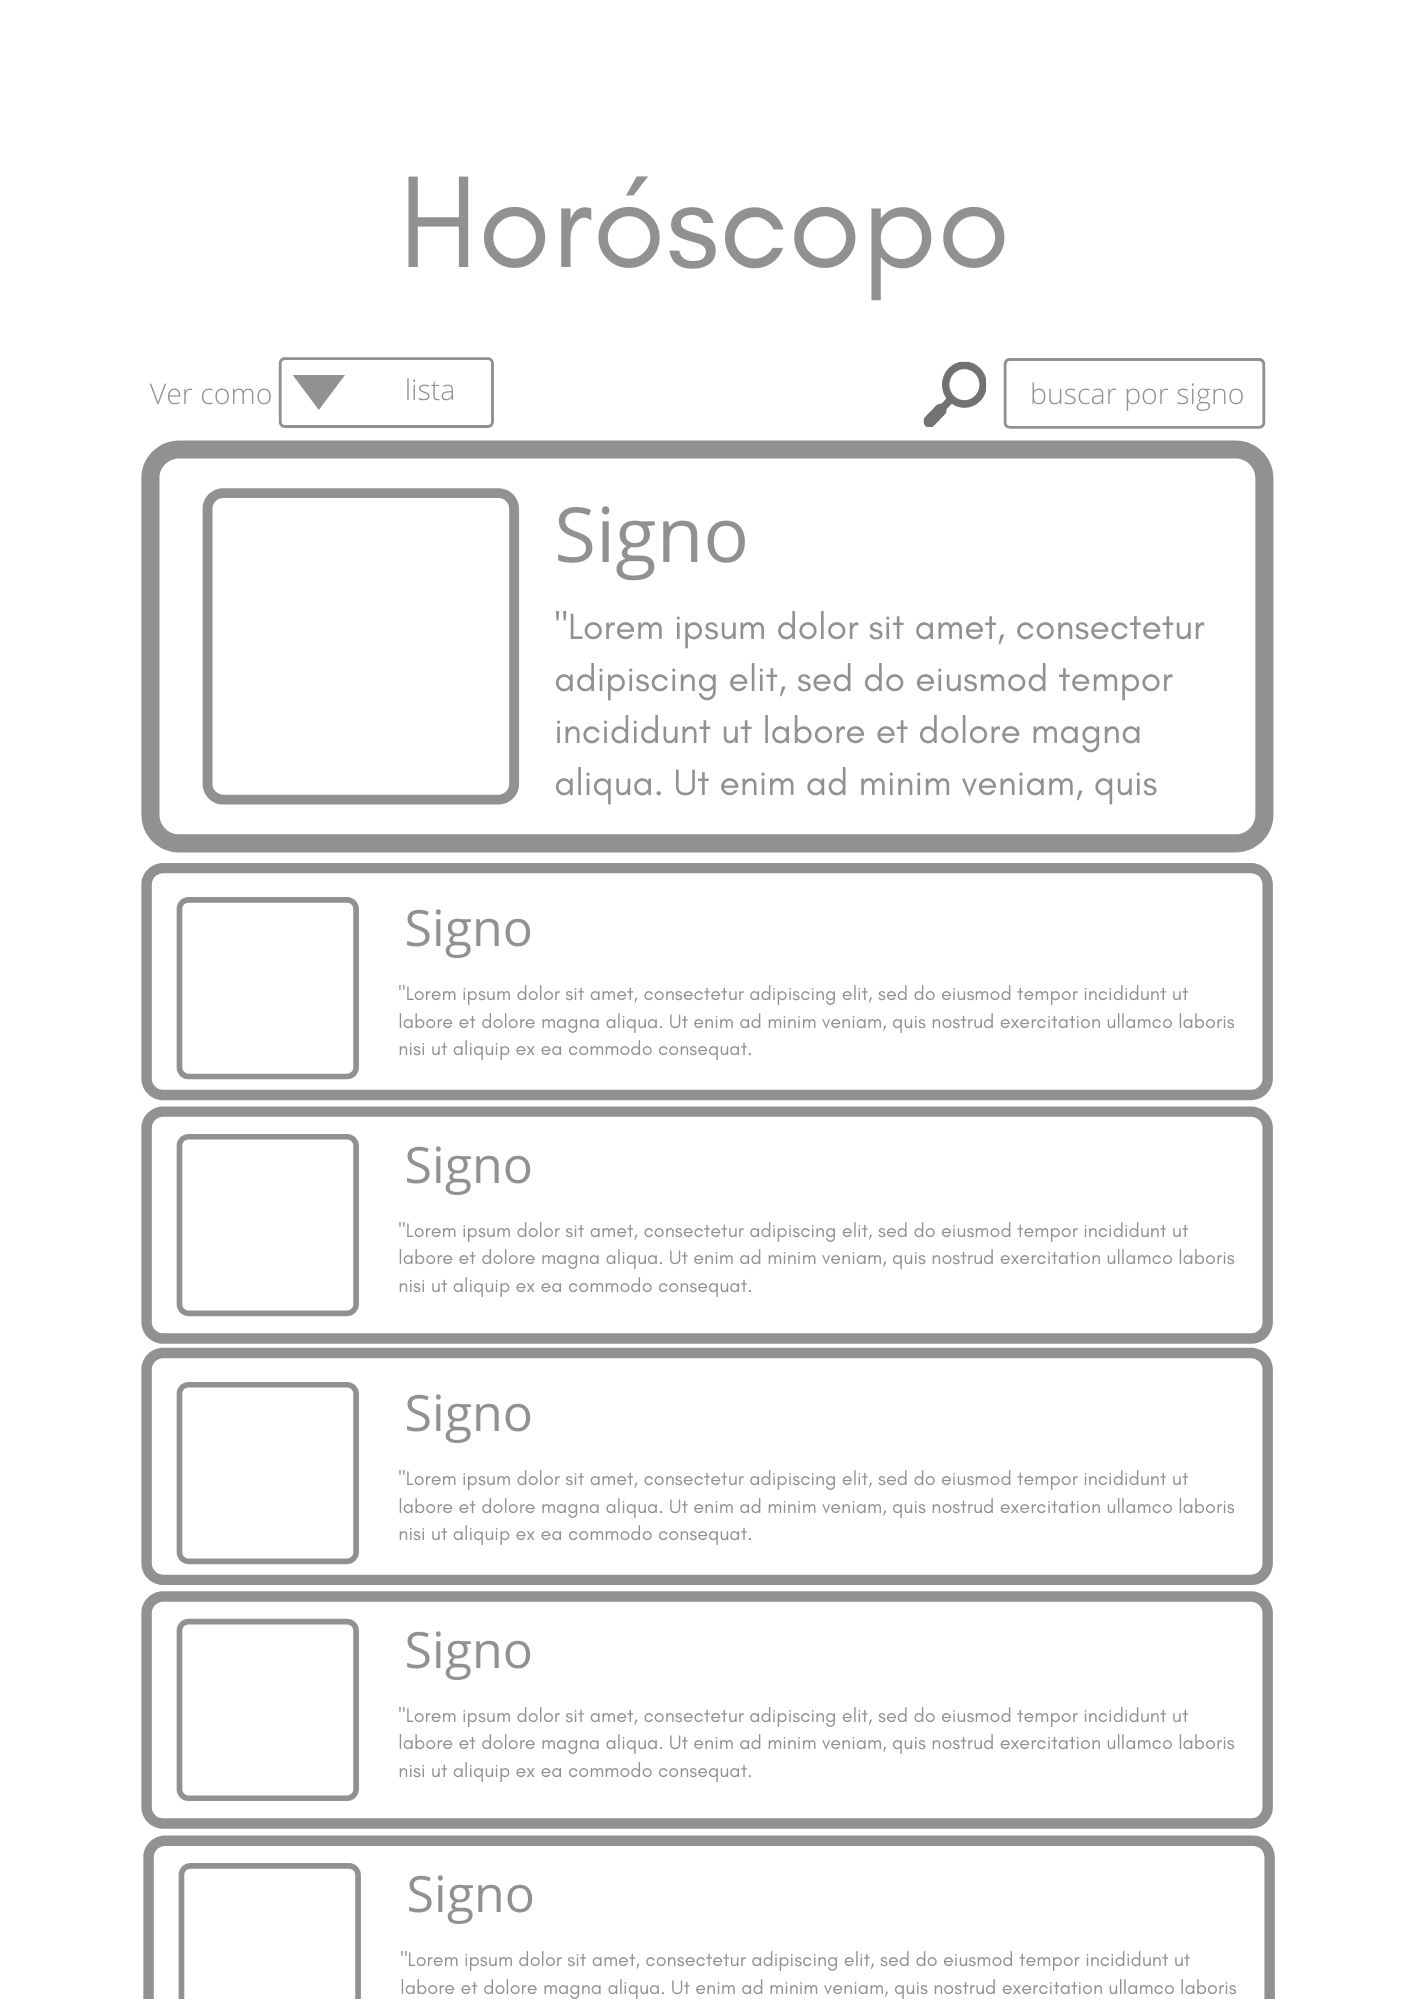 Horóscopo
Ver como
lista
buscar por signo
Signo
"Lorem ipsum dolor sit amet, consectetur
adipiscing elit, sed do eiusmod tempor
incididunt ut labore et dolore magna
aliqua. Ut enim ad minim veniam, quis
Signo
"Lorem ipsum dolor sit amet, consectetur adipiscing elit, sed do eiusmod tempor incididunt ut
labore et dolore magna aliqua. Ut enim ad minim veniam, quis nostrud exercitation ullamco laboris
nisi ut aliquip ex ea commodo consequat.
Signo
"Lorem ipsum dolor sit amet, consectetur adipiscing elit, sed do eiusmod tempor incididunt ut
labore et dolore magna aliqua. Ut enim ad minim veniam, quis nostrud exercitation ullamco laboris
nisi ut aliquip ex ea commodo consequat.
Signo
"Lorem ipsum dolor sit amet, consectetur adipiscing elit, sed do eiusmod tempor incididunt ut
labore et dolore magna aliqua. Ut enim ad minim veniam, quis nostrud exercitation ullamco laboris
nisi ut aliquip ex ea commodo consequat.
Signo
"Lorem ipsum dolor sit amet, consectetur adipiscing elit, sed do eiusmod tempor incididunt ut
labore et dolore magna aliqua. Ut enim ad minim veniam, quis nostrud exercitation ullamco laboris
nisi ut aliquip ex ea commodo consequat.
Signo
"Lorem ipsum dolor sit amet, consectetur adipiscing elit, sed do eiusmod tempor incididunt ut
labore et dolore magna aliqua. Ut enim ad minim veniam, quis nostrud exercitation ullamco laboris